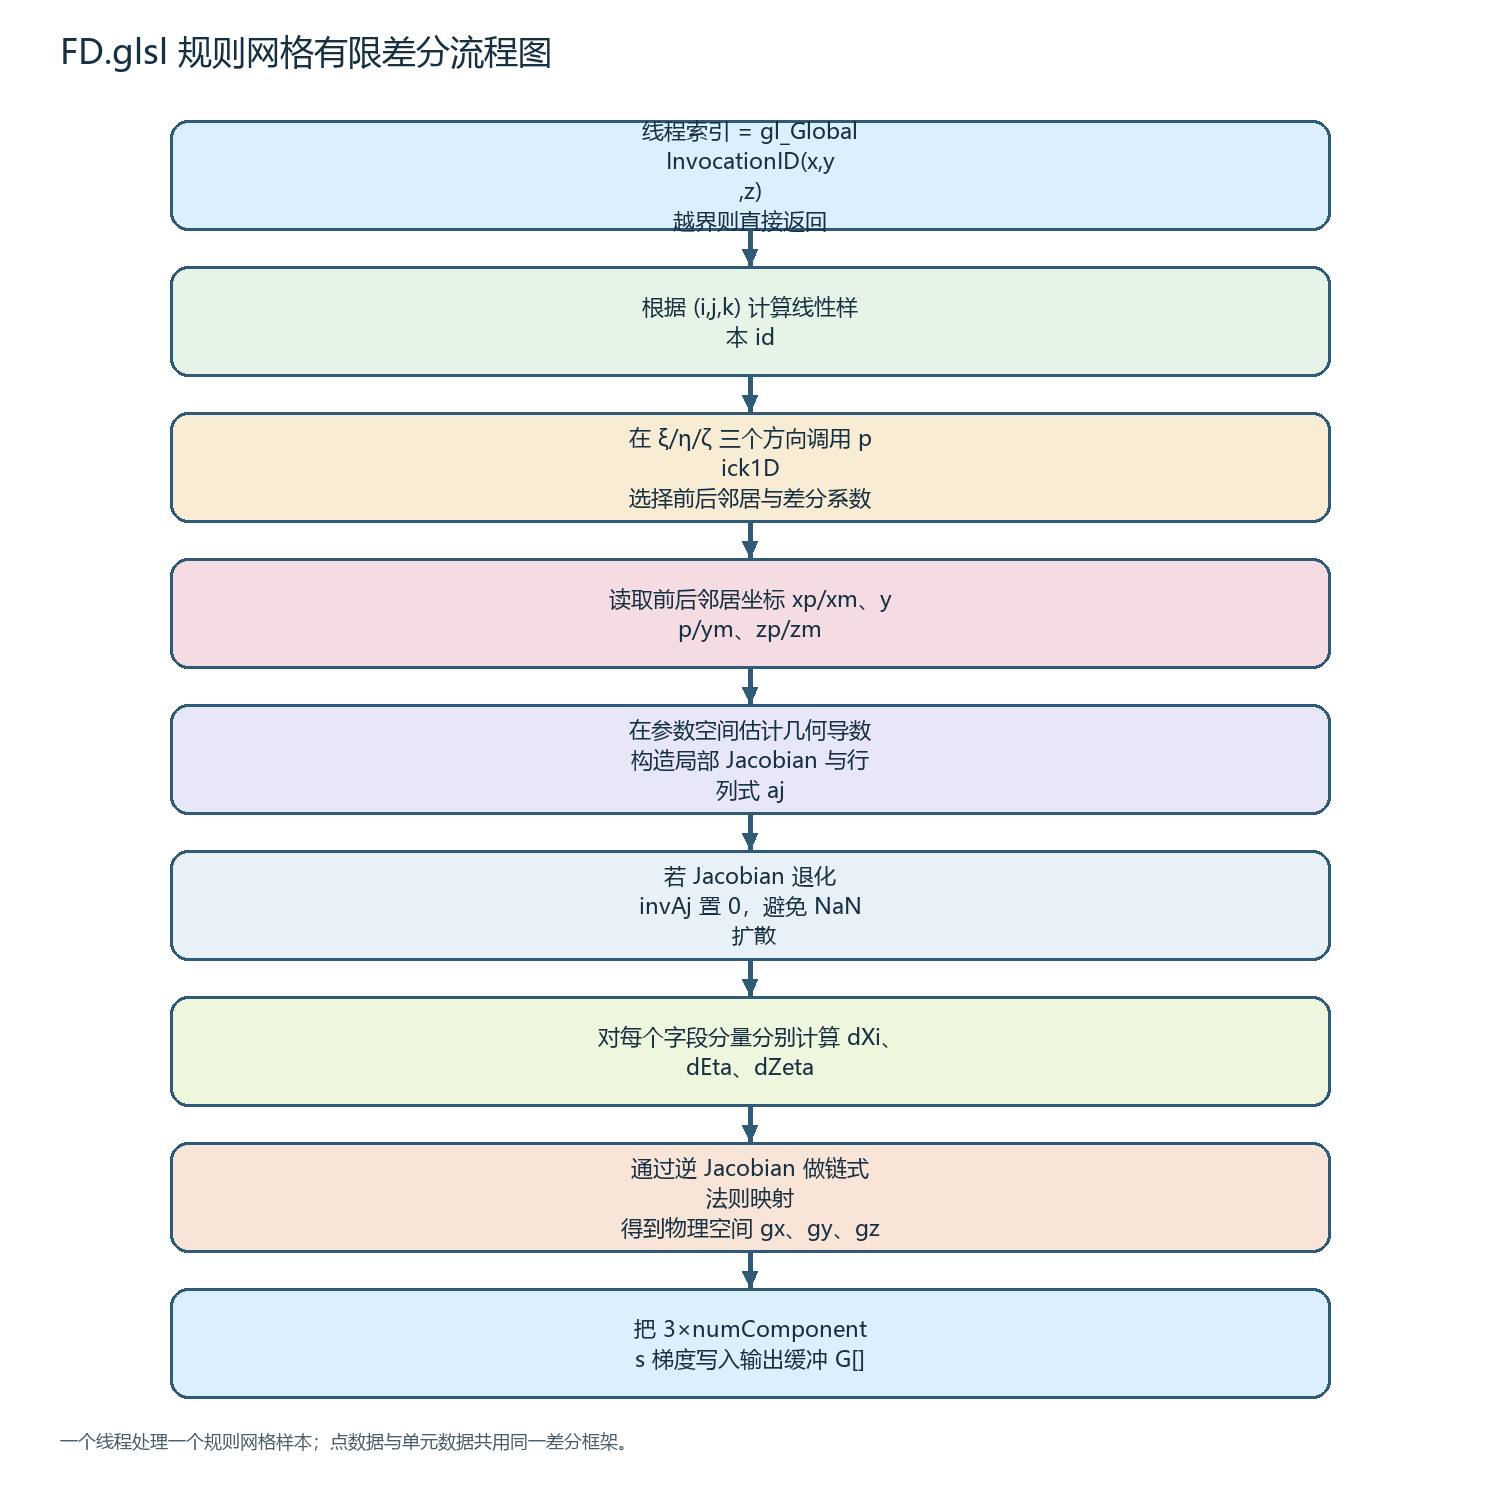 FD.glsl 规则网格有限差分流程图
线程索引 = gl_Global
InvocationID(x,y
,z)
越界则直接返回
根据 (i,j,k) 计算线性样
本 id
在 ξ/η/ζ 三个方向调用 p
ick1D
选择前后邻居与差分系数
读取前后邻居坐标 xp/xm、y
p/ym、zp/zm
在参数空间估计几何导数
构造局部 Jacobian 与行
列式 aj
若 Jacobian 退化
invAj 置 0，避免 NaN
扩散
对每个字段分量分别计算 dXi、
dEta、dZeta
通过逆 Jacobian 做链式
法则映射
得到物理空间 gx、gy、gz
把 3×numComponent
s 梯度写入输出缓冲 G[]
一个线程处理一个规则网格样本；点数据与单元数据共用同一差分框架。